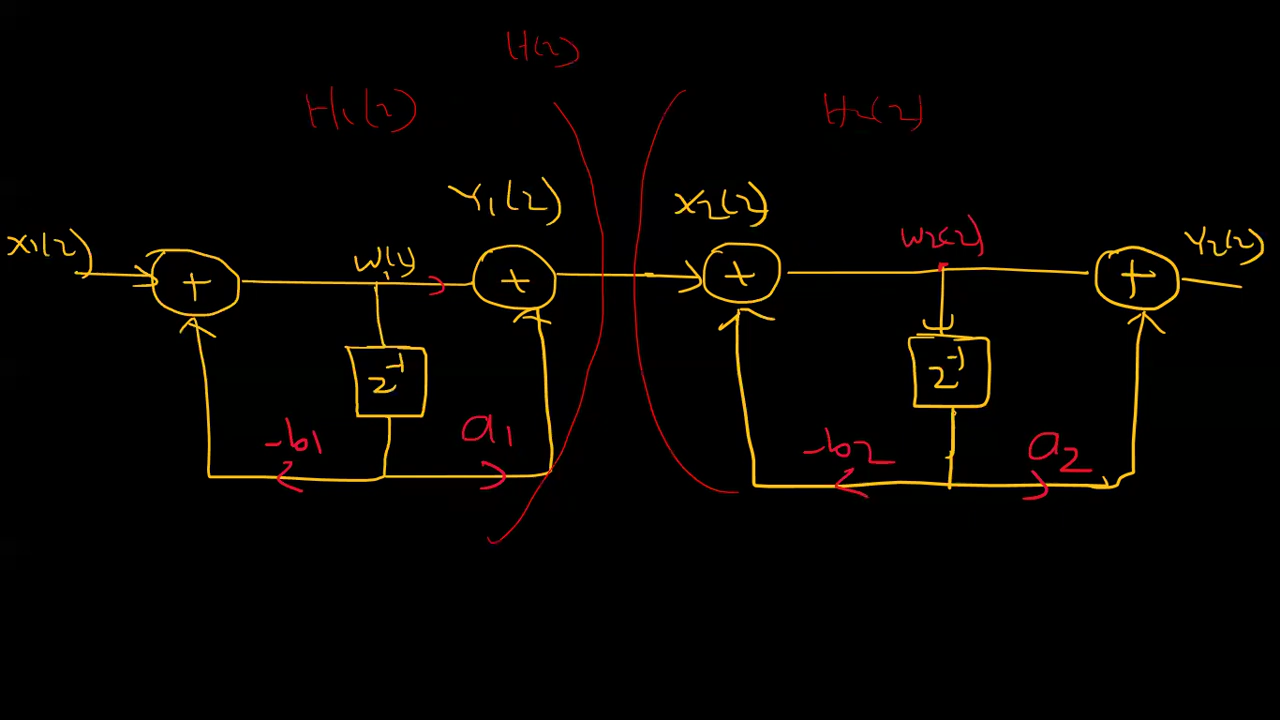 H(z)
H1(z) H2(z)
Y1(z) X2(z)
X1(z) W1(z) W2(z) Y2(z)
+ + + +
z-1 z-1
-b1 a1 -b2 a2